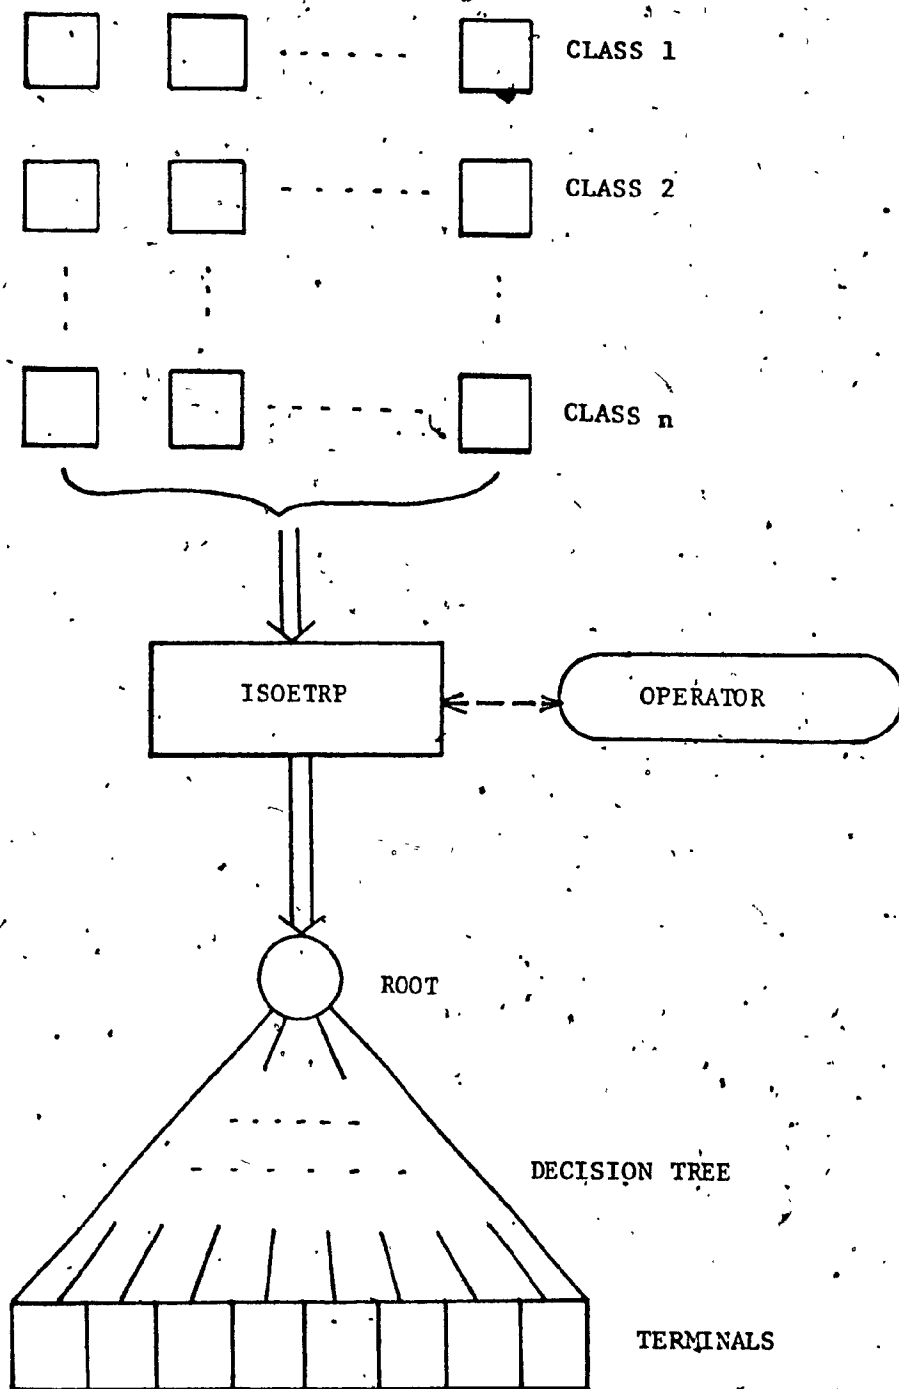 CLASS 1
CLASS 2
CLASS n
ISOETRP
OPERATOR
ROOT
DECISION TREE
TERMINALS